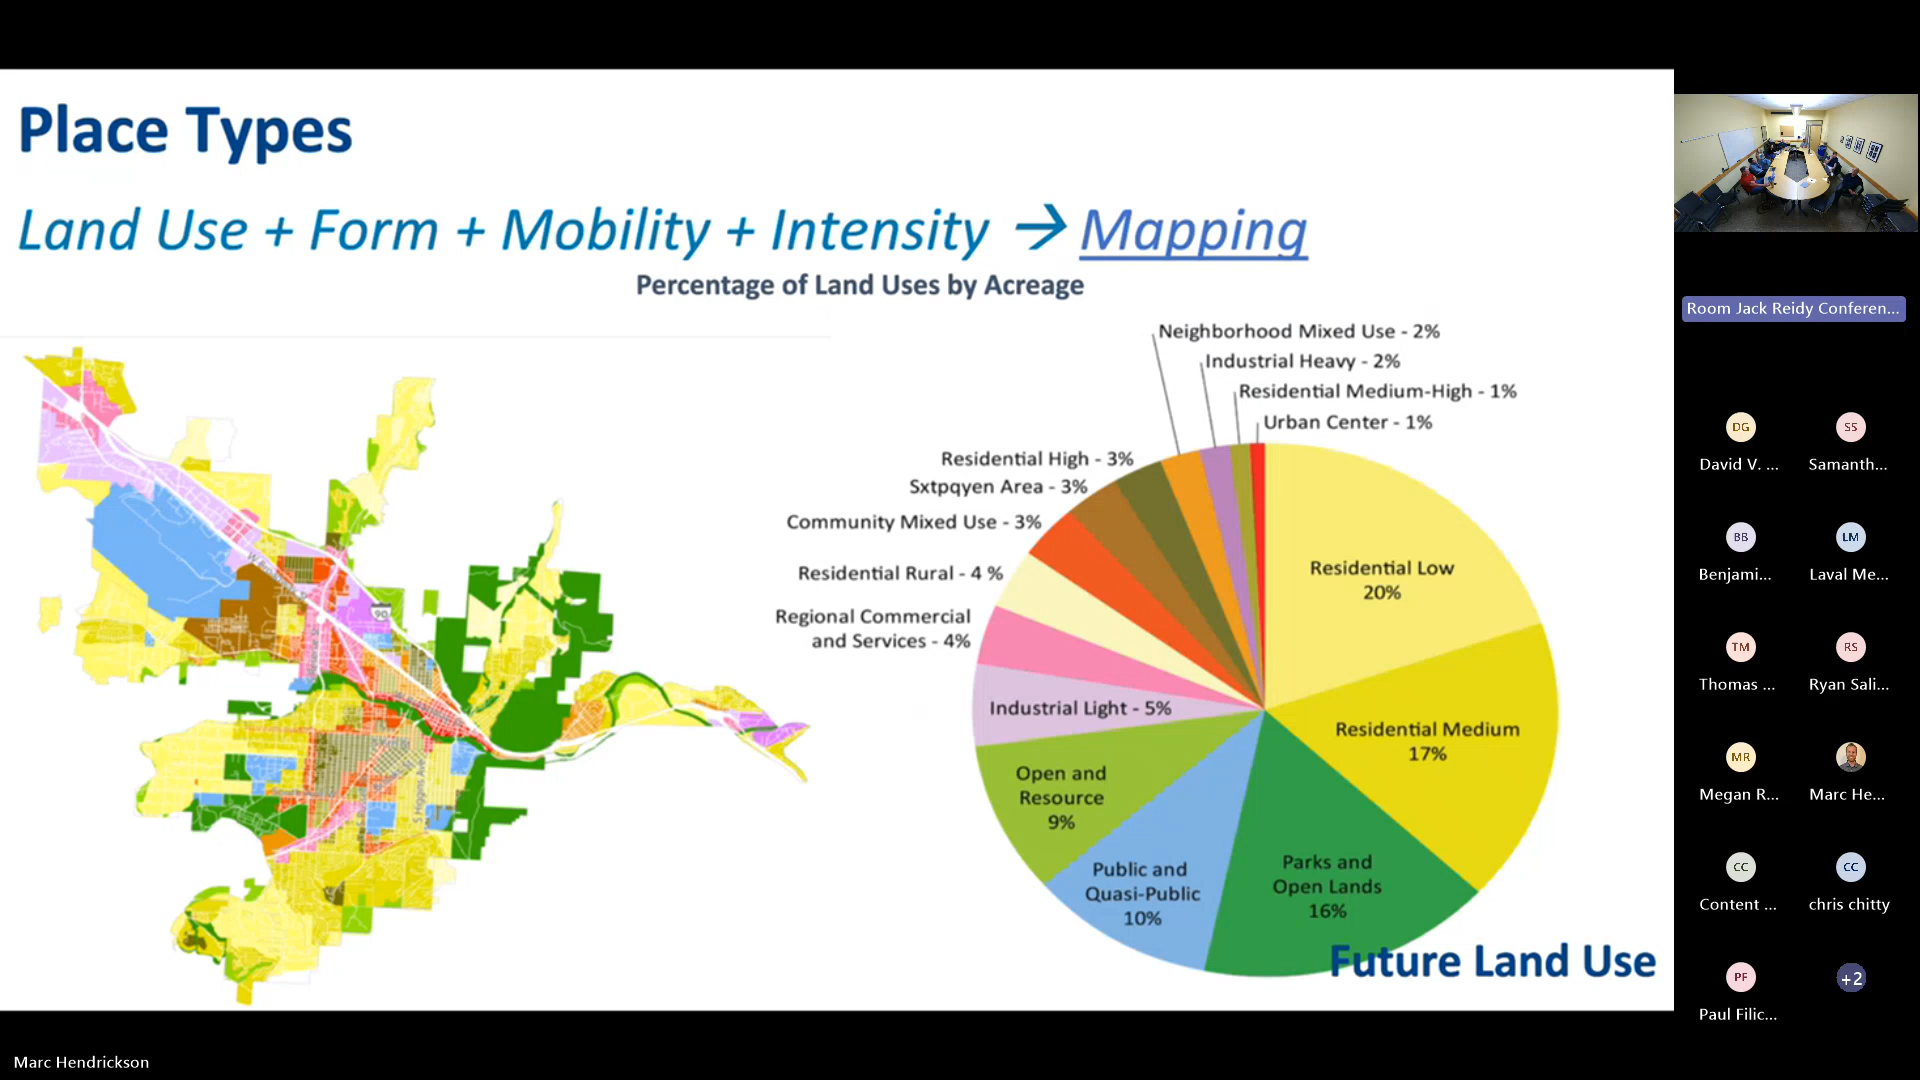 Place Types
Land Use + Form + Mobility + Intensity → Mapping
Percentage of Land Uses by Acreage
Neighborhood Mixed Use - 2%
Industrial Heavy - 2%
Residential Medium-High - 1%
Urban Center - 1%
Residential High - 3%
Sxtpqyen Area - 3%
Community Mixed Use - 3%
Residential Rural - 4 %
Regional Commercial
and Services - 4%
Industrial Light - 5%
Open and
Resource
9%
Public and
Quasi-Public
10%
Parks and
Open Lands
16%
Residential Medium
17%
Residential Low
20%
Future Land Use
90
Room Jack Reidy Conferen...
DG
David V. ...
SS
Samanth...
BB
Benjami...
LM
Laval Me...
TM
Thomas ...
RS
Ryan Sali...
MR
Megan R...
Marc He...
CC
Content ...
CC
chris chitty
PF
Paul Filic...
+2
Marc Hendrickson